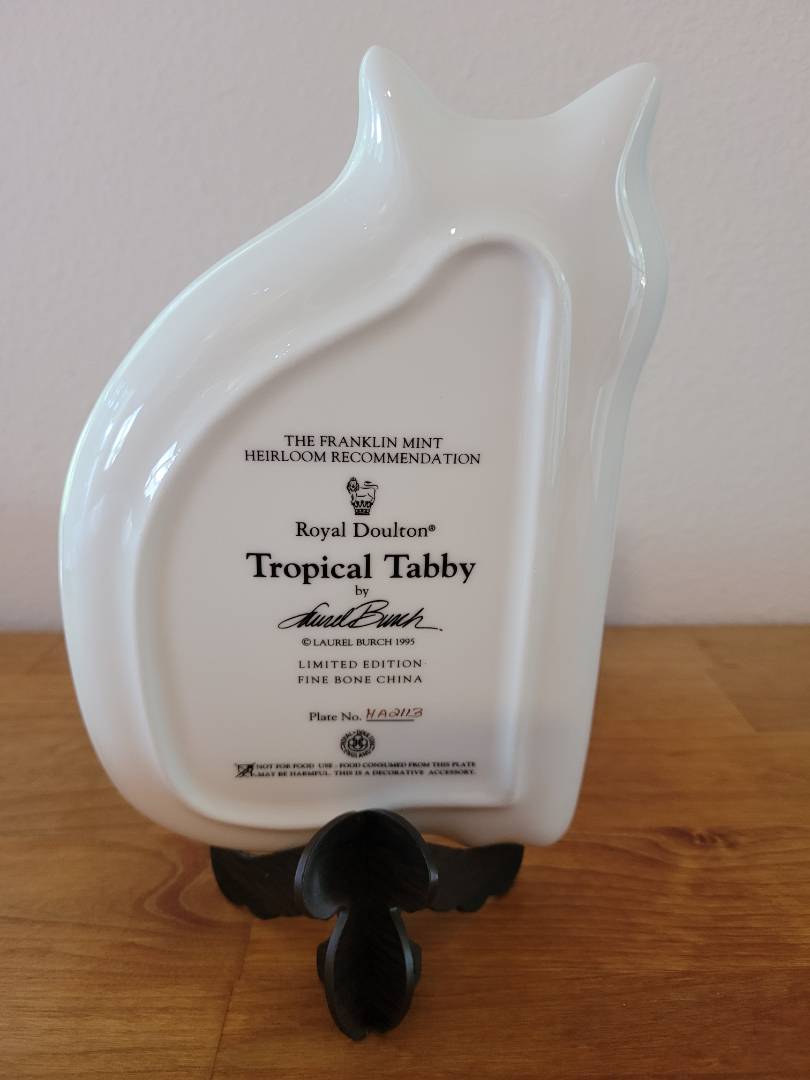 THE FRANKLIN MINT
HEIRLOOM RECOMMENDATION
Royal Doulton®
Tropical Tabby
by
Laurel Burch
© LAUREL BURCH 1995
LIMITED EDITION
FINE BONE CHINA
Plate No. HA2113
NOT FOR FOOD USE - FOOD CONSUMED FROM THIS PLATE
MAY BE HARMFUL. THIS IS A DECORATIVE ACCESSORY.